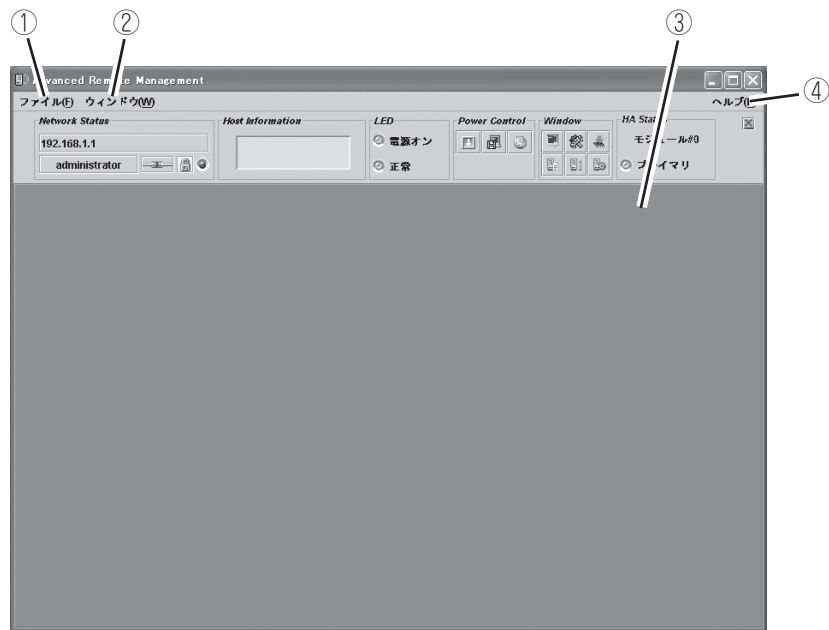 ① ② ③
Advanced Remote Management
ファイル(F) ウィンドウ(W) ヘルプ ④
Network Status Host Information LED Power Control Window HA Status
192.168.1.1 電源オン モジュール#0
administrator 正常 プライマリ